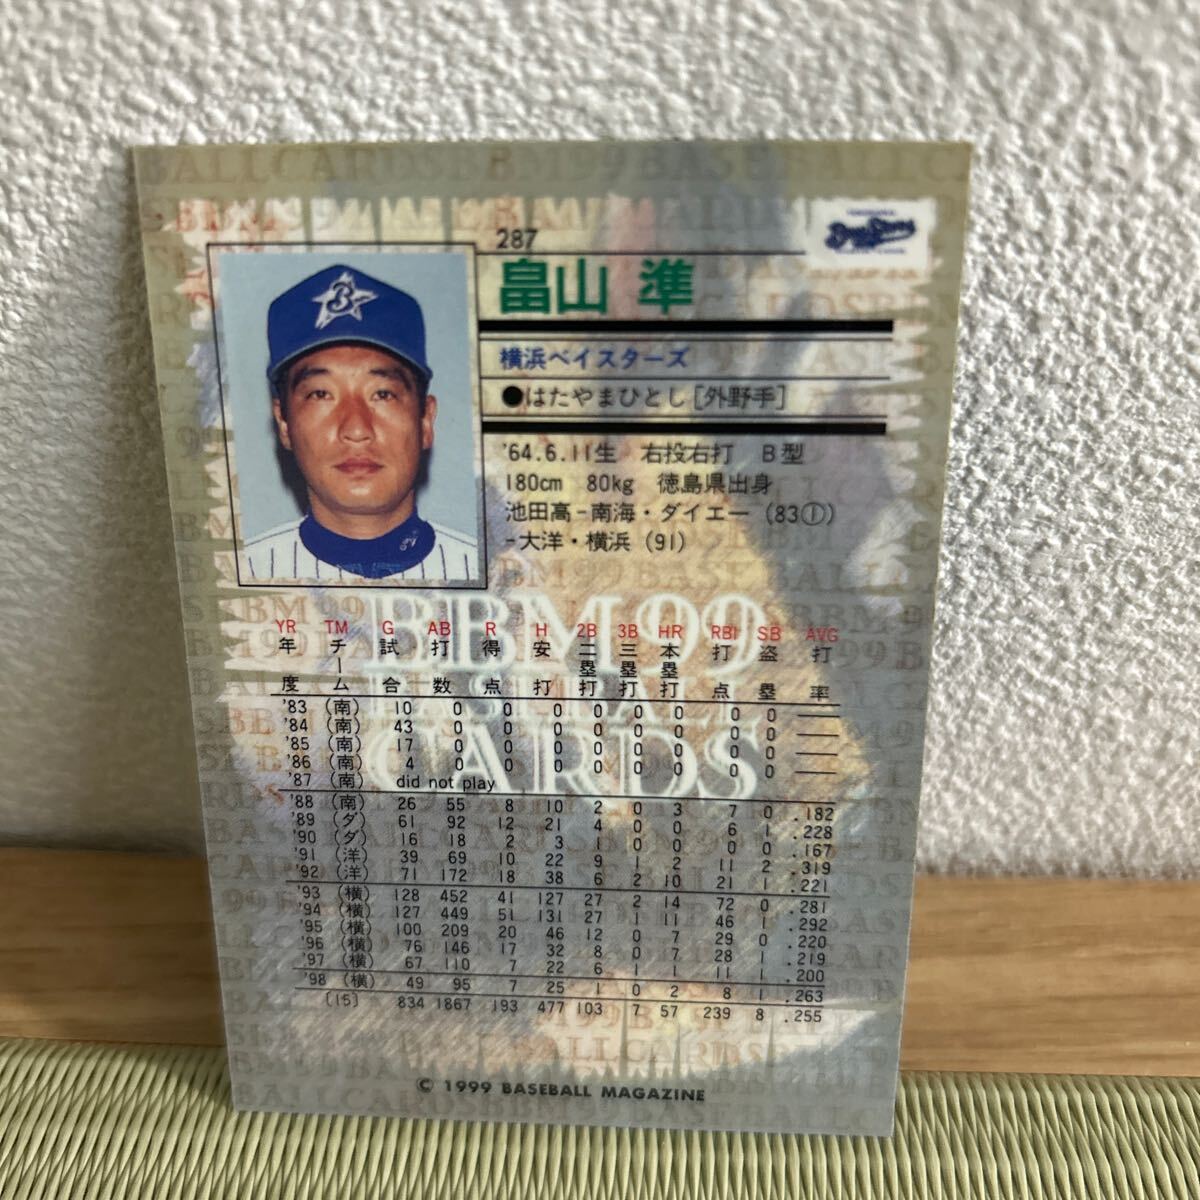 287
畠山 準
横浜ベイスターズ
●はたやまひとし[外野手]
'64.6.11生 右投右打 B型
180cm 80kg 徳島県出身
池田高-南海・ダイエー(83①)
-大洋・横浜(91)
BBM99
BASEBALL
CARDS
YR TM G AB R H 2B 3B HR RBI SB AVG
年度 チーム 試合 打数 得点 安打 二塁打 三塁打 本塁打 打点 盗塁 打率
'83 (南) 10 0 0 0 0 0 0 0 0 ―
'84 (南) 43 0 0 0 0 0 0 0 0 ―
'85 (南) 17 0 0 0 0 0 0 0 0 ―
'86 (南) 4 0 0 0 0 0 0 0 0 ―
'87 (南) did not play
'88 (南) 26 55 8 10 2 0 3 7 0 .182
'89 (ダ) 61 92 12 21 4 0 0 6 1 .228
'90 (ダ) 16 18 2 3 1 0 0 0 0 .167
'91 (洋) 39 69 10 22 9 1 2 11 2 .319
'92 (洋) 71 172 18 38 6 2 10 21 1 .221
'93 (横) 128 452 41 127 27 2 14 72 0 .281
'94 (横) 127 449 51 131 27 1 11 46 1 .292
'95 (横) 100 209 20 46 12 0 7 29 0 .220
'96 (横) 76 146 17 32 8 0 7 28 1 .219
'97 (横) 67 110 7 22 6 1 1 11 1 .200
'98 (横) 49 95 7 25 1 0 2 8 1 .263
[15] 834 1867 193 477 103 7 57 239 8 .255
© 1999 BASEBALL MAGAZINE